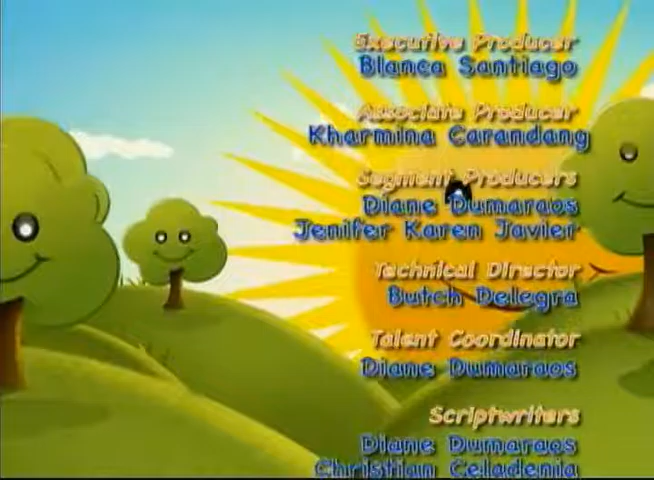 Executive Producer
Blanca Santiago
Associate Producer
Kharmina Carandang
Segment Producers
Diane Dumaraos
Jenifer Karen Javier
Technical Director
Butch Delegra
Talent Coordinator
Diane Dumaraos
Scriptwriters
Diane Dumaraos
Christian Celadenia